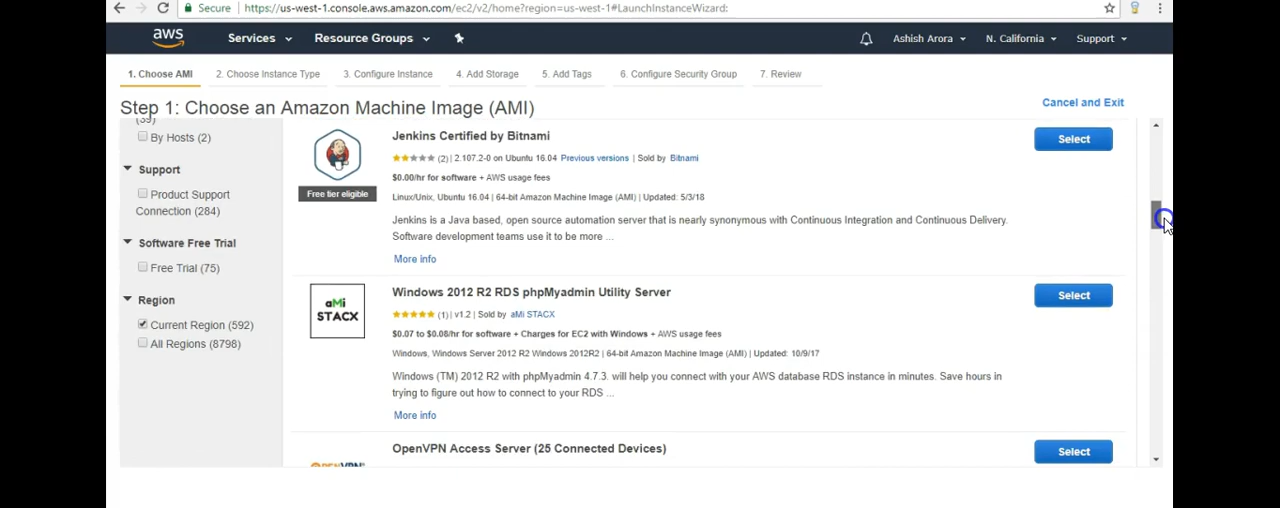 Secure https://us-west-1.console.aws.amazon.com/ec2/v2/home?region=us-west-1#LaunchInstanceWizard:
aws Services Resource Groups Ashish Arora N. California Support
1. Choose AMI 2. Choose Instance Type 3. Configure Instance 4. Add Storage 5. Add Tags 6. Configure Security Group 7. Review
Step 1: Choose an Amazon Machine Image (AMI)
Cancel and Exit
(39)
By Hosts (2)
Support
Product Support
Connection (284)
Software Free Trial
Free Trial (75)
Region
Current Region (592)
All Regions (8798)
Jenkins Certified by Bitnami
Select
(2) | 2.107.2-0 on Ubuntu 16.04 Previous versions | Sold by Bitnami
$0.00/hr for software + AWS usage fees
Free tier eligible
Linux/Unix, Ubuntu 16.04 | 64-bit Amazon Machine Image (AMI) | Updated: 5/3/18
Jenkins is a Java based, open source automation server that is nearly synonymous with Continuous Integration and Continuous Delivery.
Software development teams use it to be more ...
More info
aMi
STACX
Windows 2012 R2 RDS phpMyadmin Utility Server
Select
(1) | v1.2 | Sold by aMi STACX
$0.07 to $0.08/hr for software + Charges for EC2 with Windows + AWS usage fees
Windows, Windows Server 2012 R2 Windows 2012R2 | 64-bit Amazon Machine Image (AMI) | Updated: 10/9/17
Windows (TM) 2012 R2 with phpMyadmin 4.7.3. will help you connect with your AWS database RDS instance in minutes. Save hours in
trying to figure out how to connect to your RDS ...
More info
OpenVPN Access Server (25 Connected Devices)
Select
OPENVPN